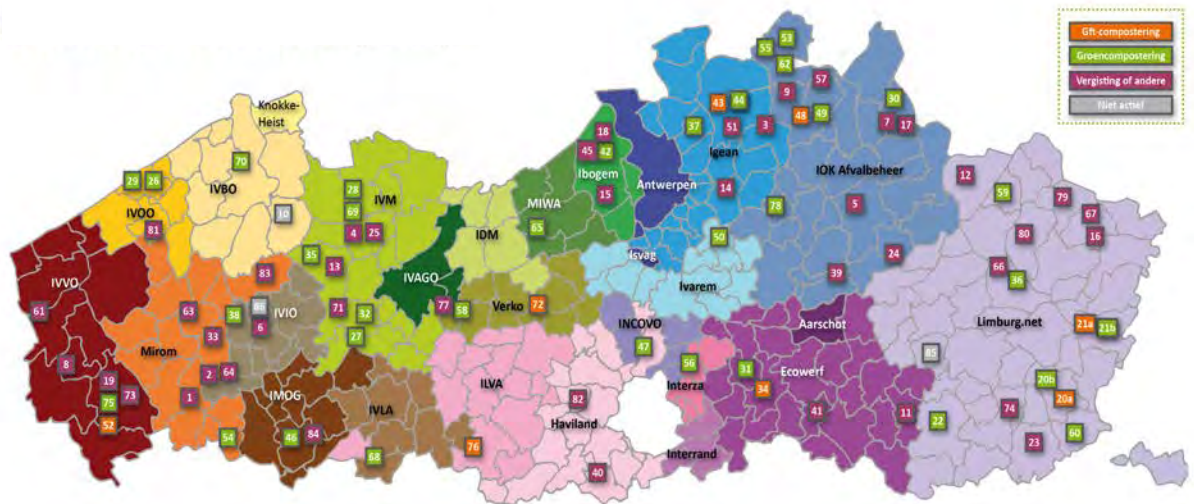 Gft-compostering
Groencompostering
Vergisting of andere
Niet actief
53
55
62
57
9
30
43
44
48
49
37
51
3
7
17
Knokke-
Heist
18
45
42
Ibogem
Igean
IOK Afvalbeheer
70
IVBO
29
26
28
IVM
69
MIWA
15
Antwerpen
14
12
59
79
5
78
67
IVOO
10
81
4
25
IDM
65
80
16
50
Isvag
35
13
IVAGO
24
83
39
66
36
IVVO
Ivarem
61
63
38
86
IVIO
6
71
32
77
58
Verko
72
INCOVO
Aarschot
Limburg.net
21a
21b
33
27
47
Mirom
85
8
19
2
64
56
31
Ecowerf
Interza
34
20b
75
73
1
IMOG
IVLA
ILVA
82
20a
52
Haviland
41
11
22
74
54
46
84
76
Interrand
23
60
68
40